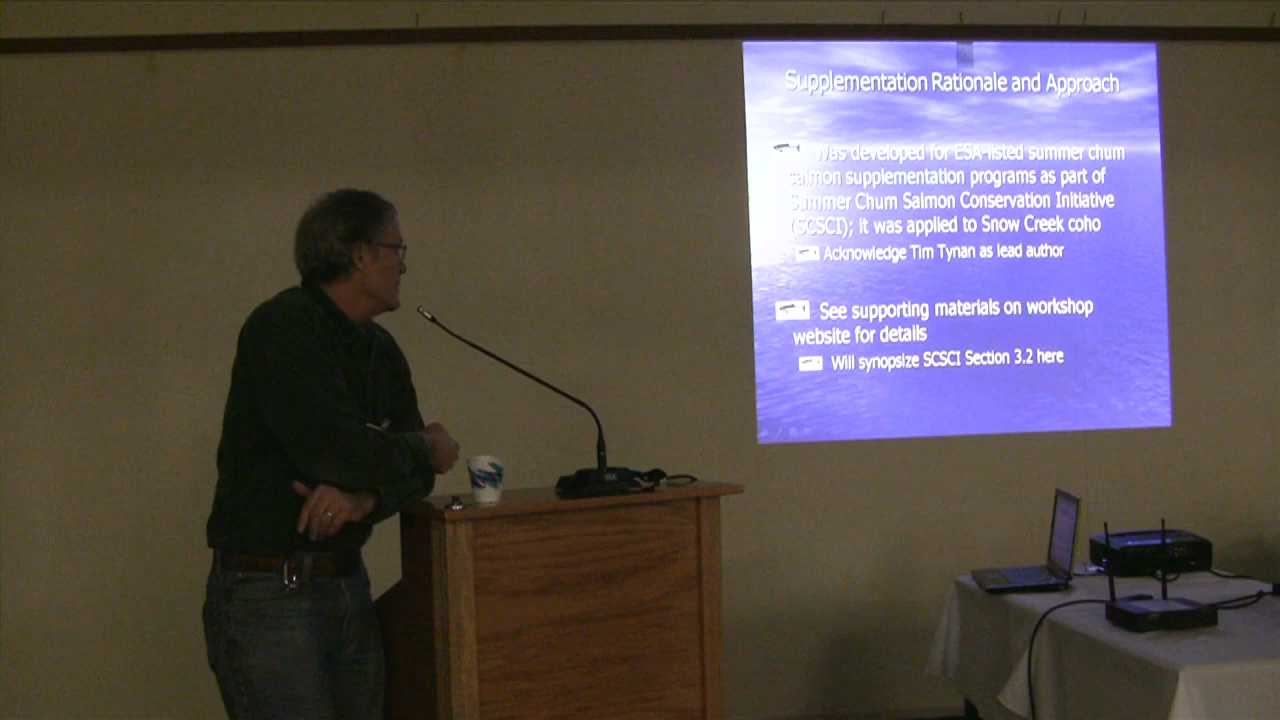 Supplementation Rationale and Approach
Was developed for ESA-listed summer chum
salmon supplementation programs as part of
Summer Chum Salmon Conservation Initiative
(SCSCI); it was applied to Snow Creek coho
Acknowledge Tim Tynan as lead author
See supporting materials on workshop
website for details
Will synopsize SCSCI Section 3.2 here